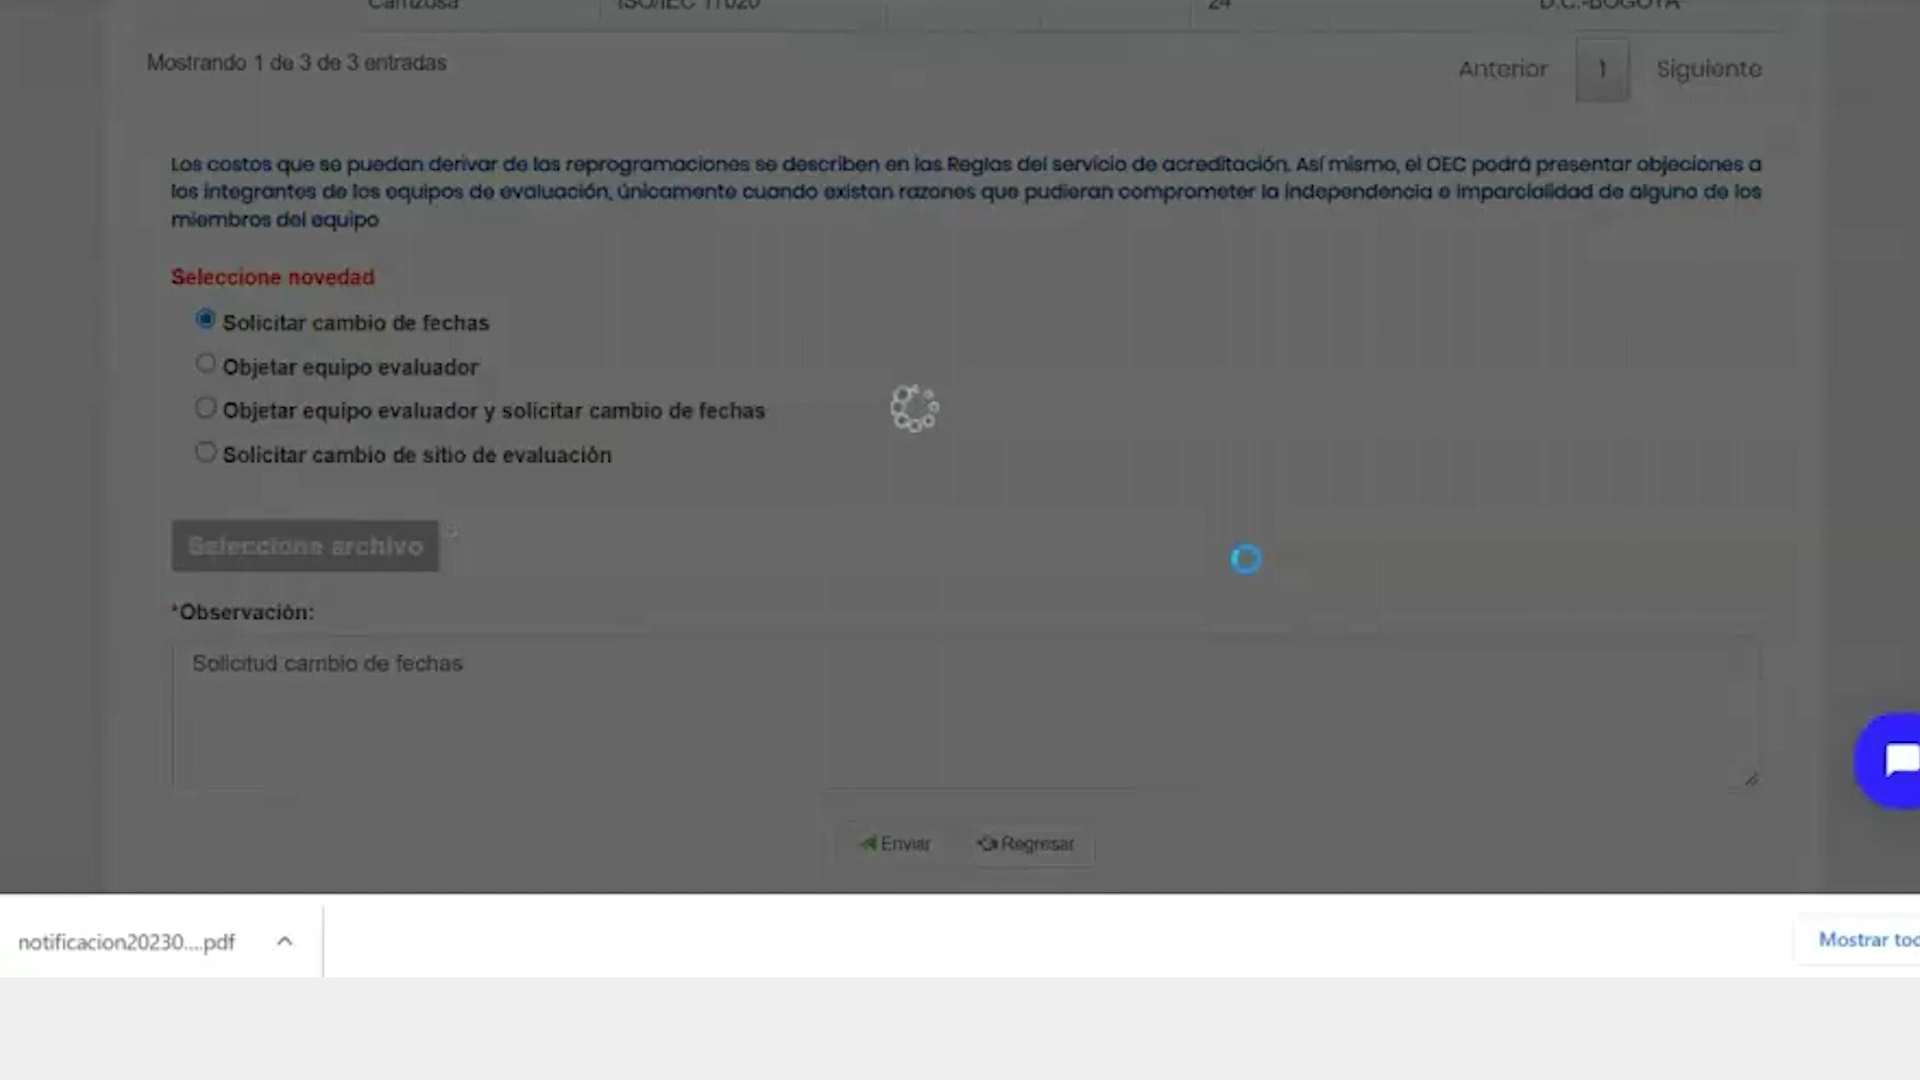 Carrizosa ISO/IEC 17020 24 D.C.-BOGOTA
Mostrando 1 de 3 de 3 entradas
Anterior 1 Siguiente
Los costos que se puedan derivar de las reprogramaciones se describen en las Reglas del servicio de acreditación. Así mismo, el OEC podrá presentar objeciones a
los integrantes de los equipos de evaluación, únicamente cuando existan razones que pudieran comprometer la independencia e imparcialidad de alguno de los
miembros del equipo
Seleccione novedad
Solicitar cambio de fechas
Objetar equipo evaluador
Objetar equipo evaluador y solicitar cambio de fechas
Solicitar cambio de sitio de evaluación
Seleccione archivo
*Observación:
Solicitud cambio de fechas
Enviar Regresar
notificacion20230....pdf
Mostrar toc